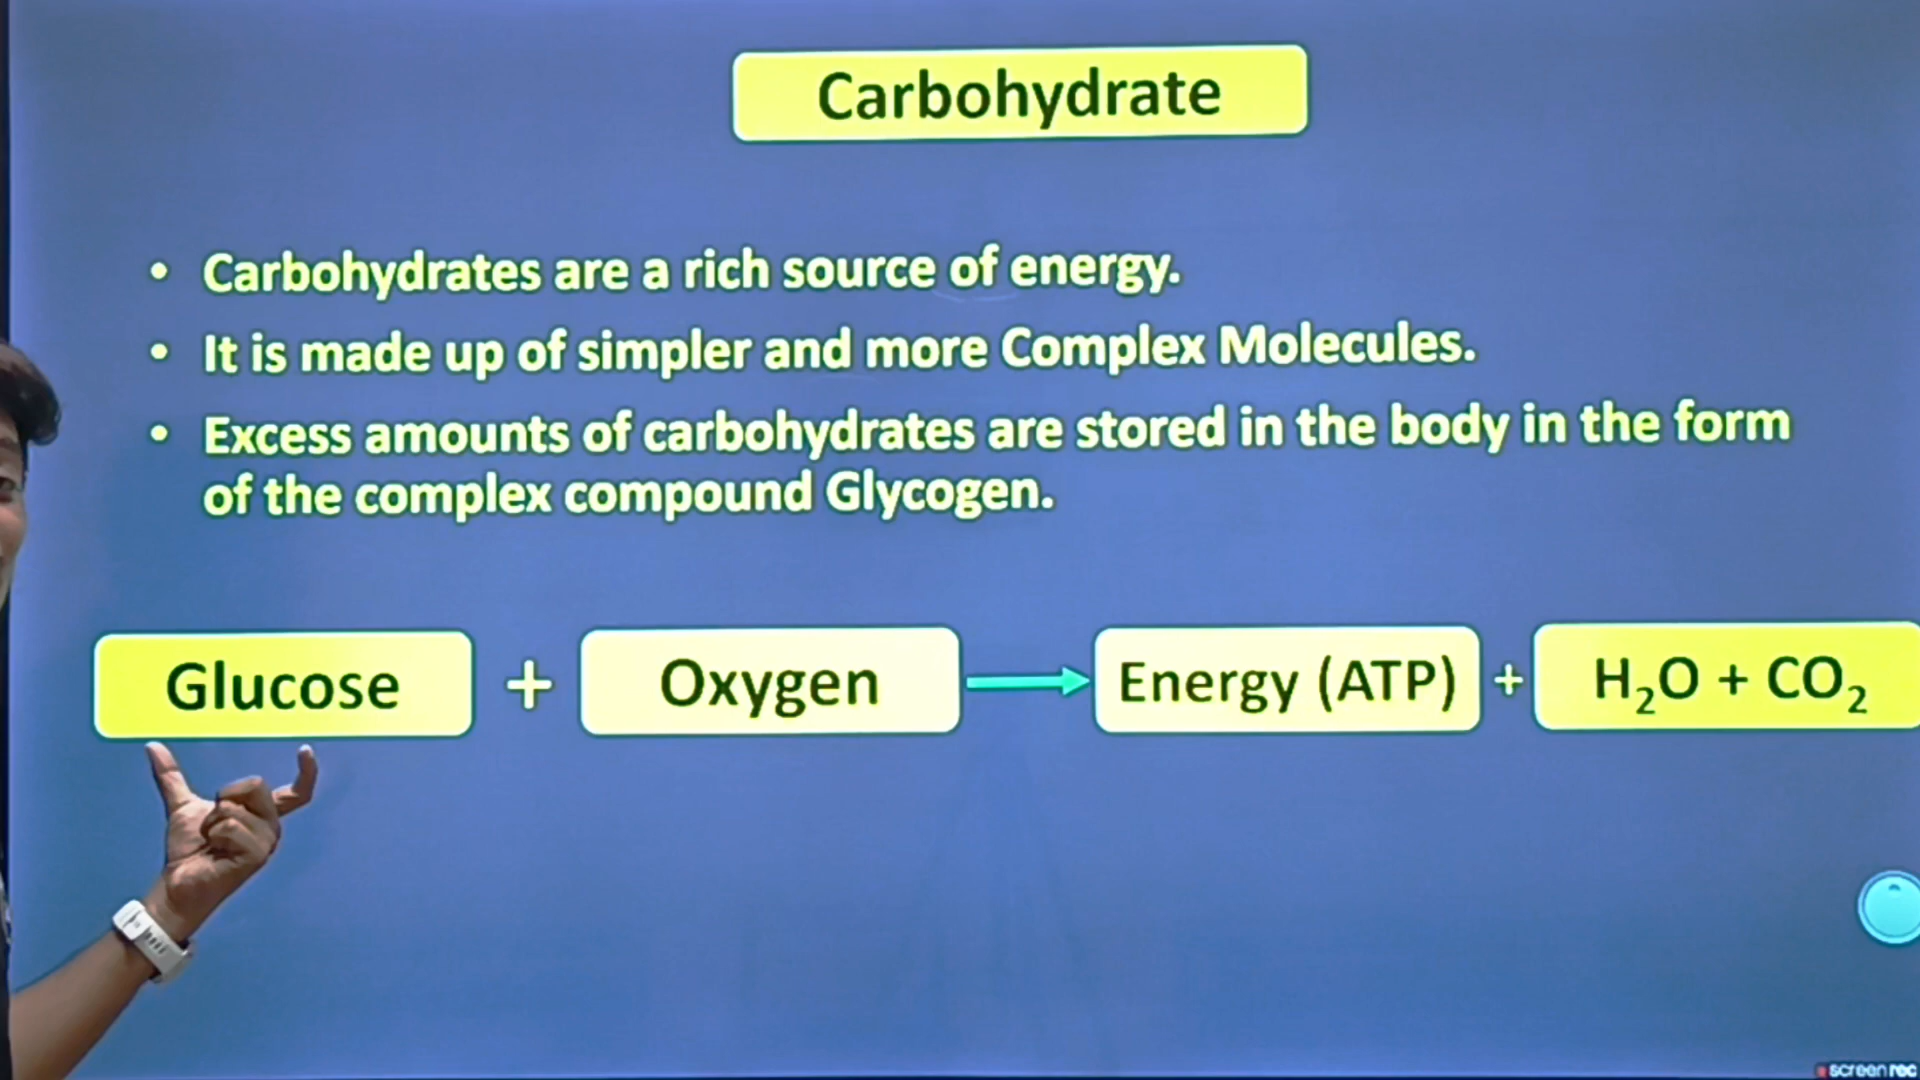 Carbohydrate
• Carbohydrates are a rich source of energy.
• It is made up of simpler and more Complex Molecules.
• Excess amounts of carbohydrates are stored in the body in the form
of the complex compound Glycogen.
Glucose + Oxygen → Energy (ATP) + H₂O + CO₂
screen rec